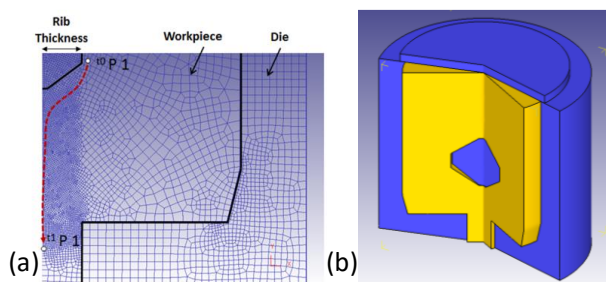 Rib
Thickness
Workpiece
Die
t0 P 1
t1 P 1
(a)
(b)